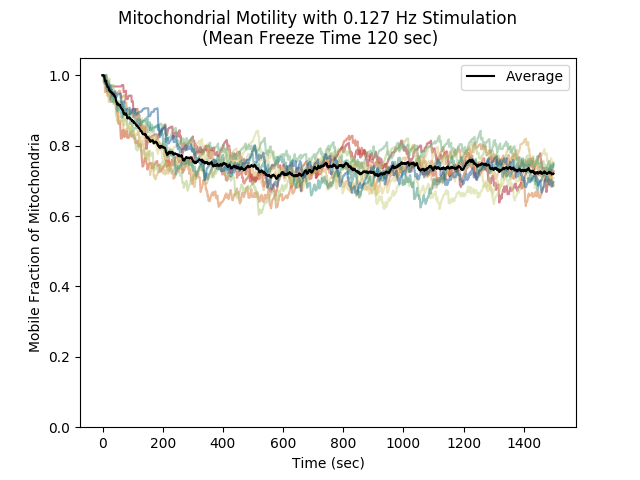 Mitochondrial Motility with 0.127 Hz Stimulation
(Mean Freeze Time 120 sec)
Average
Mobile Fraction of Mitochondria
1.0
0.8
0.6
0.4
0.2
0.0
0 200 400 600 800 1000 1200 1400
Time (sec)